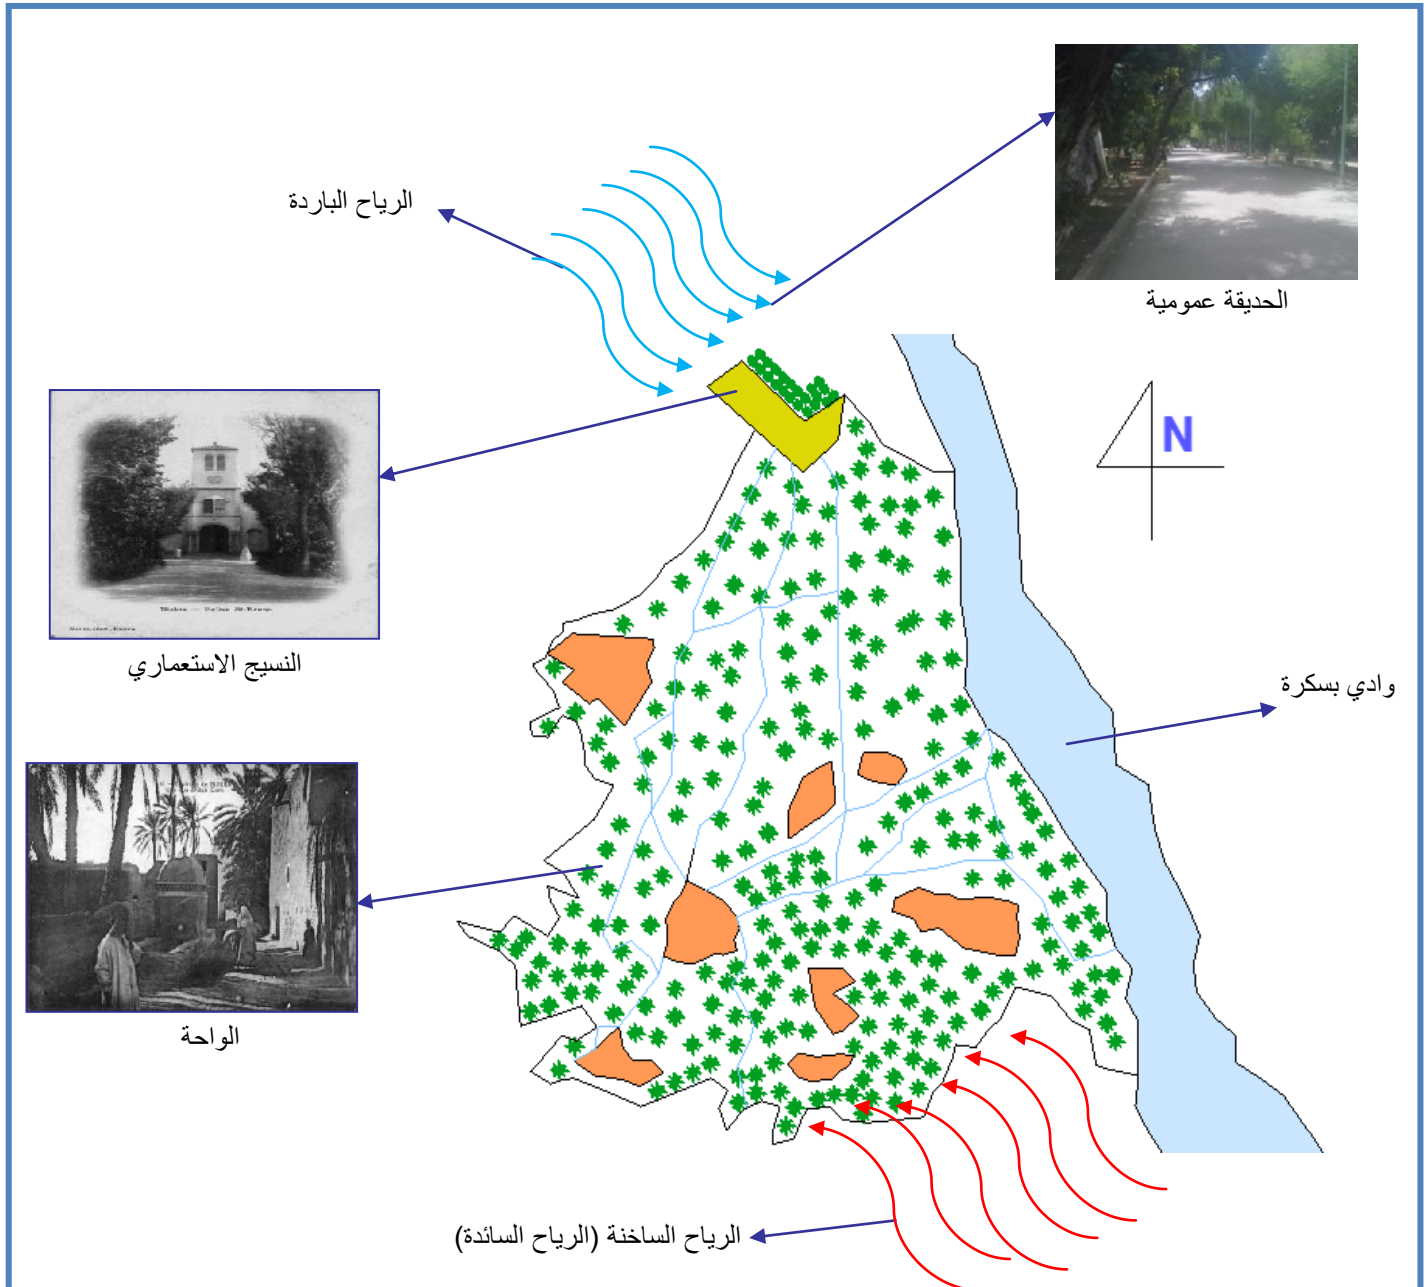 الرياح الباردة
الحديقة عمومية
N
النسيج الاستعماري
وادي بسكرة
الواحة
الرياح الساخنة (الرياح السائدة)